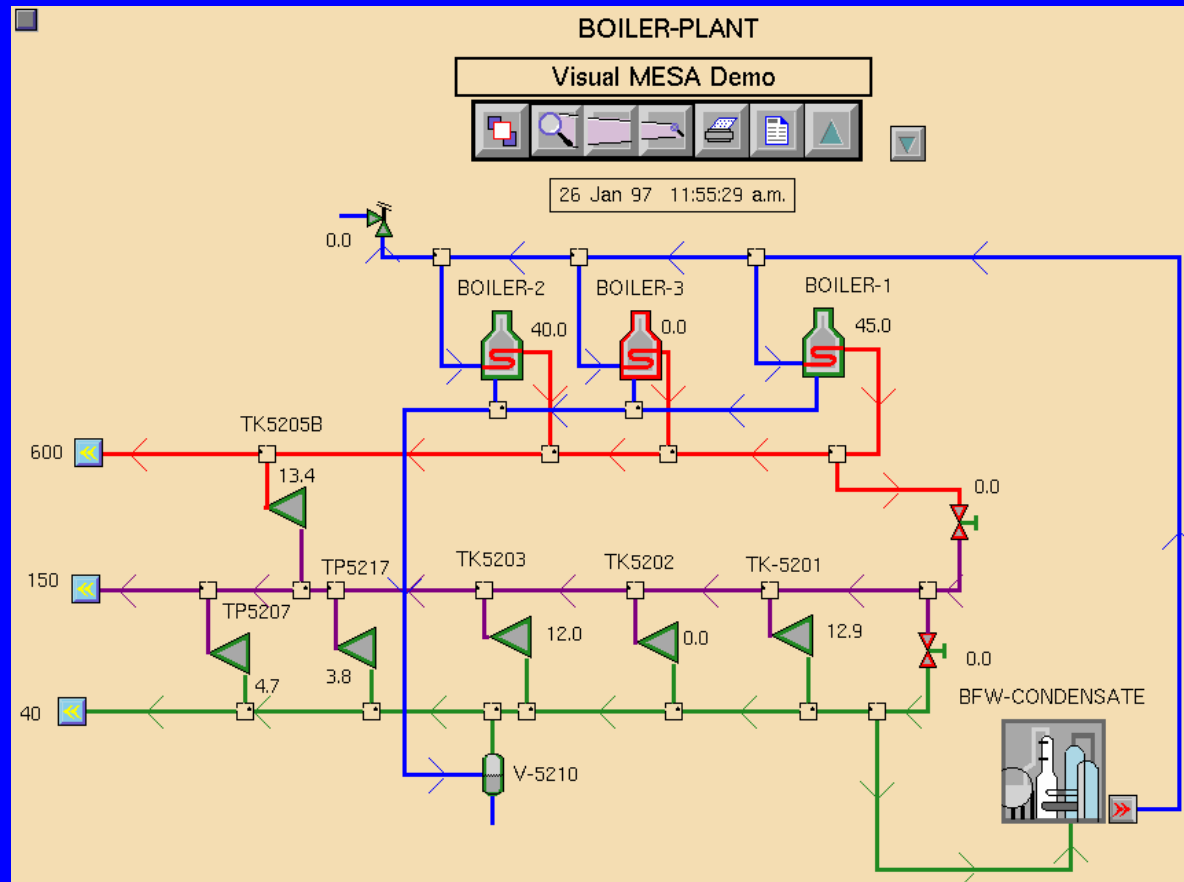 BOILER-PLANT
Visual MESA Demo
26 Jan 97 11:55:29 a.m.
0.0
BOILER-2
BOILER-3
BOILER-1
40.0
0.0
45.0
TK5205B
600
13.4
0.0
150
TP5217
TK5203
TK5202
TK-5201
TP5207
12.0
0.0
12.9
0.0
4.7
3.8
40
BFW-CONDENSATE
V-5210